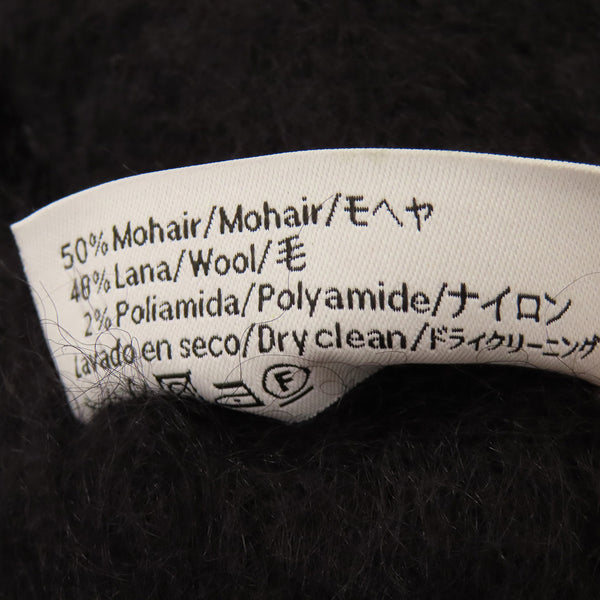 50% Mohair/Mohair/モヘヤ
48% Lana/Wool/毛
2% Poliamida/Polyamide/ナイロン
Lavado en seco/Dry clean/ドライクリーニング
F